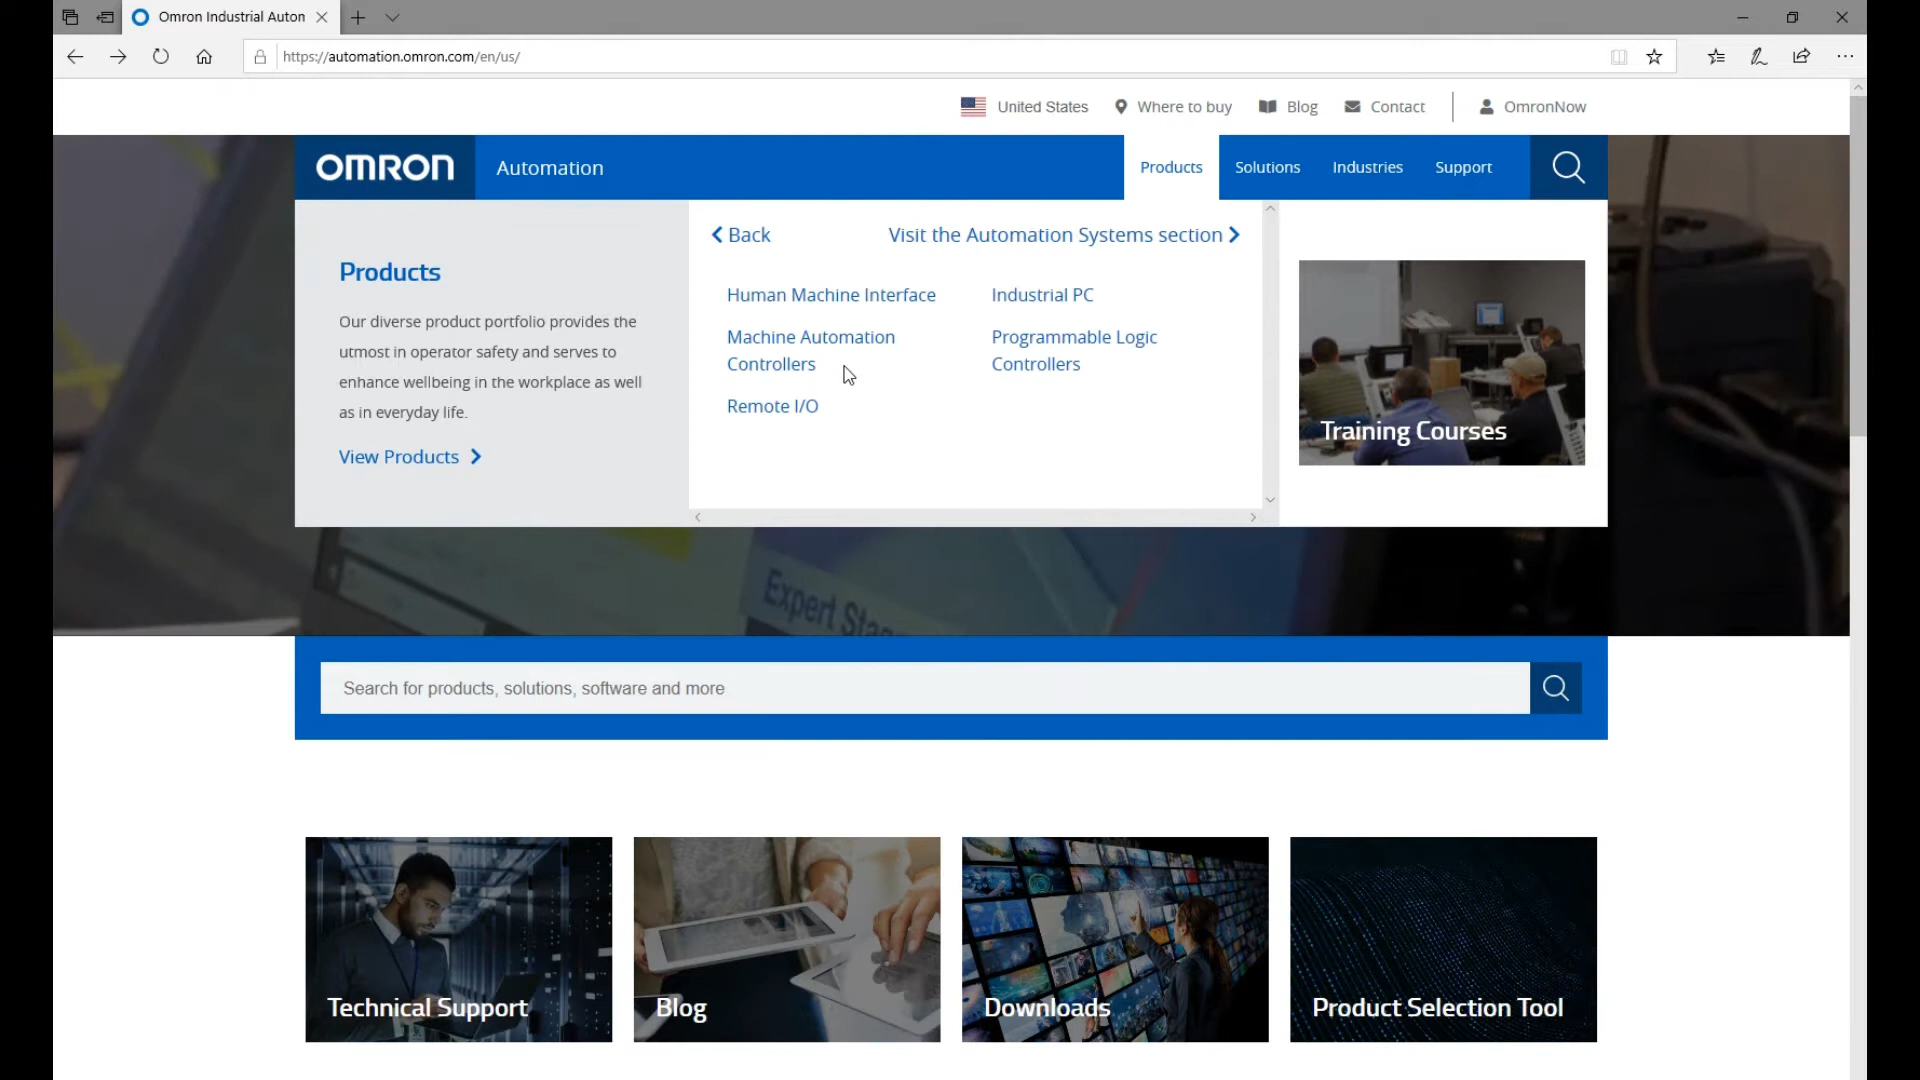 Omron Industrial Auton
https://automation.omron.com/en/us/
United States
Where to buy
Blog
Contact
OmronNow
OMRON
Automation
Products
Solutions
Industries
Support
Products
Our diverse product portfolio provides the
utmost in operator safety and serves to
enhance wellbeing in the workplace as well
as in everyday life.
View Products
Back
Visit the Automation Systems section
Human Machine Interface
Industrial PC
Machine Automation
Controllers
Programmable Logic
Controllers
Remote I/O
Training Courses
Expert
Search for products, solutions, software and more
Technical Support
Blog
Downloads
Product Selection Tool